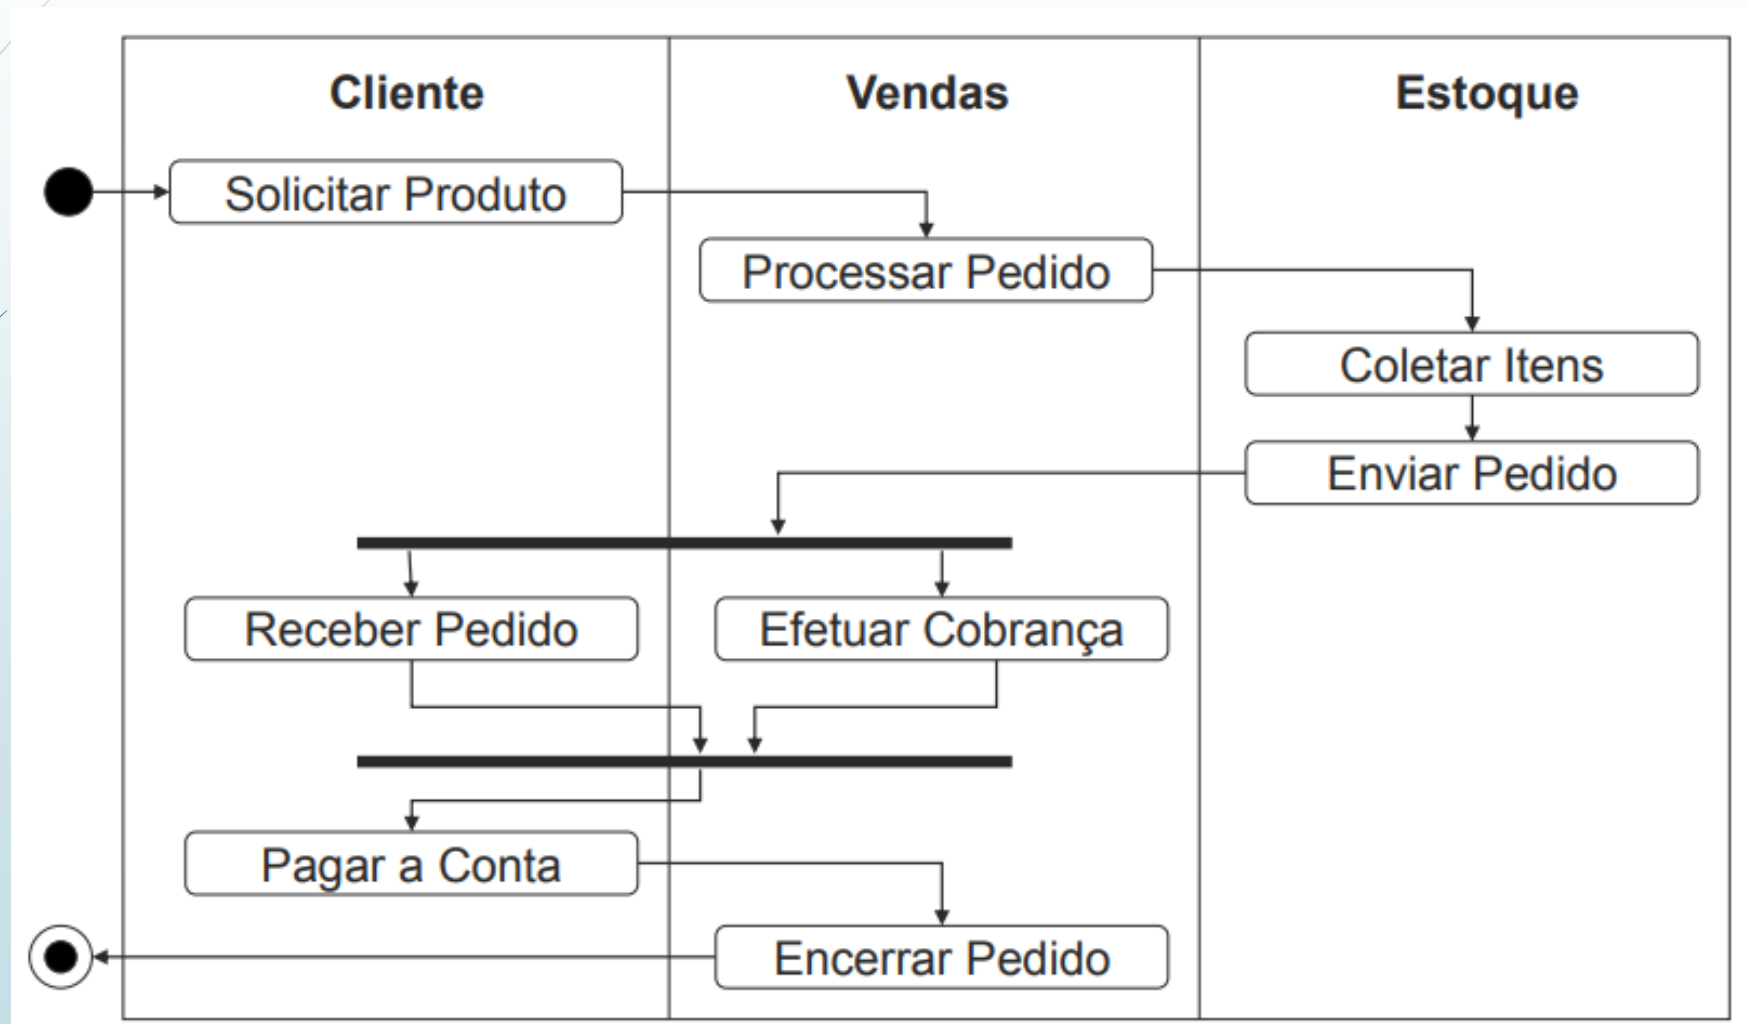 Cliente
Vendas
Estoque
Solicitar Produto
Processar Pedido
Coletar Itens
Enviar Pedido
Receber Pedido
Efetuar Cobrança
Pagar a Conta
Encerrar Pedido